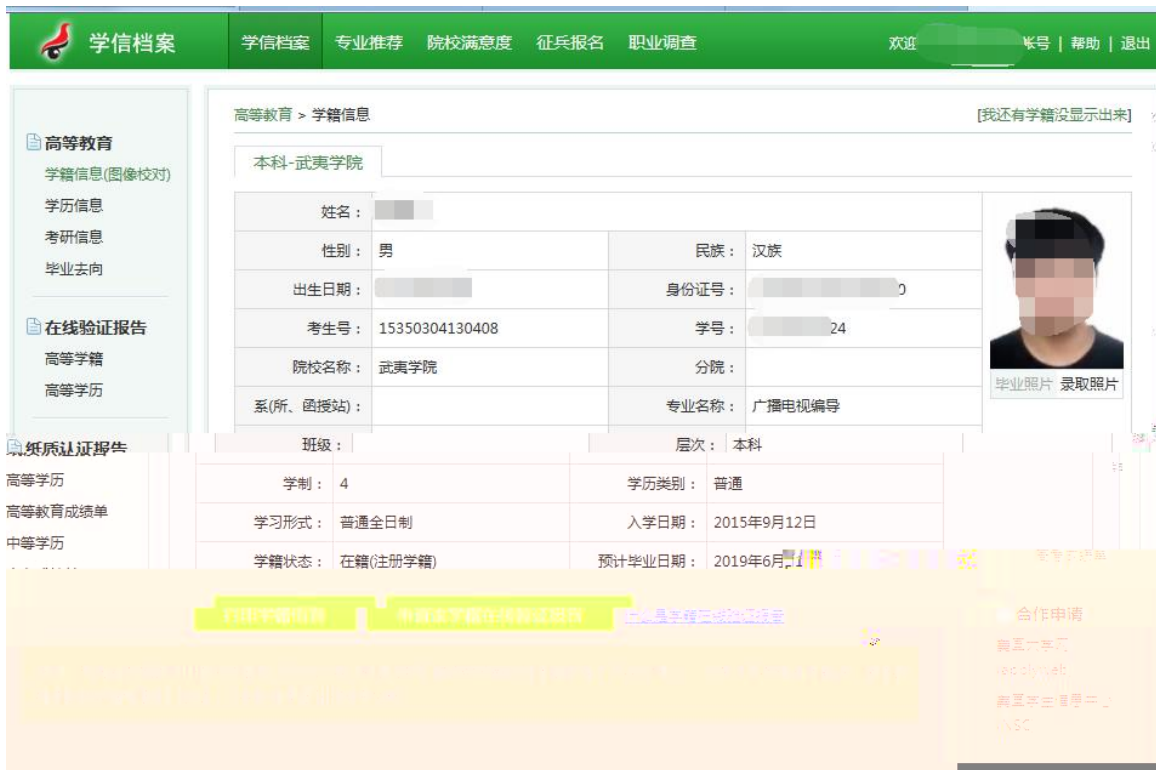 学信档案
学信档案 专业推荐 院校满意度 征兵报名 职业调查
欢迎 账号 | 帮助 | 退出
高等教育
学籍信息(图像校对)
学历信息
考研信息
毕业去向
在线验证报告
高等学籍
高等学历
纸质认证报告
高等学历
高等教育成绩单
中等学历
高等教育 > 学籍信息 [我还有学籍没显示出来]
本科-武夷学院
姓名：
性别： 男 民族： 汉族
出生日期： 身份证号： 0
考生号： 15350304130408 学号： 24
院校名称： 武夷学院 分院：
系(所、函授站)： 专业名称： 广播电视编导
班级： 层次： 本科
学制： 4 学历类别： 普通
学习形式： 普通全日制 入学日期： 2015年9月12日
学籍状态： 在籍(注册学籍) 预计毕业日期： 2019年6月
毕业照片 录取照片
合作申请